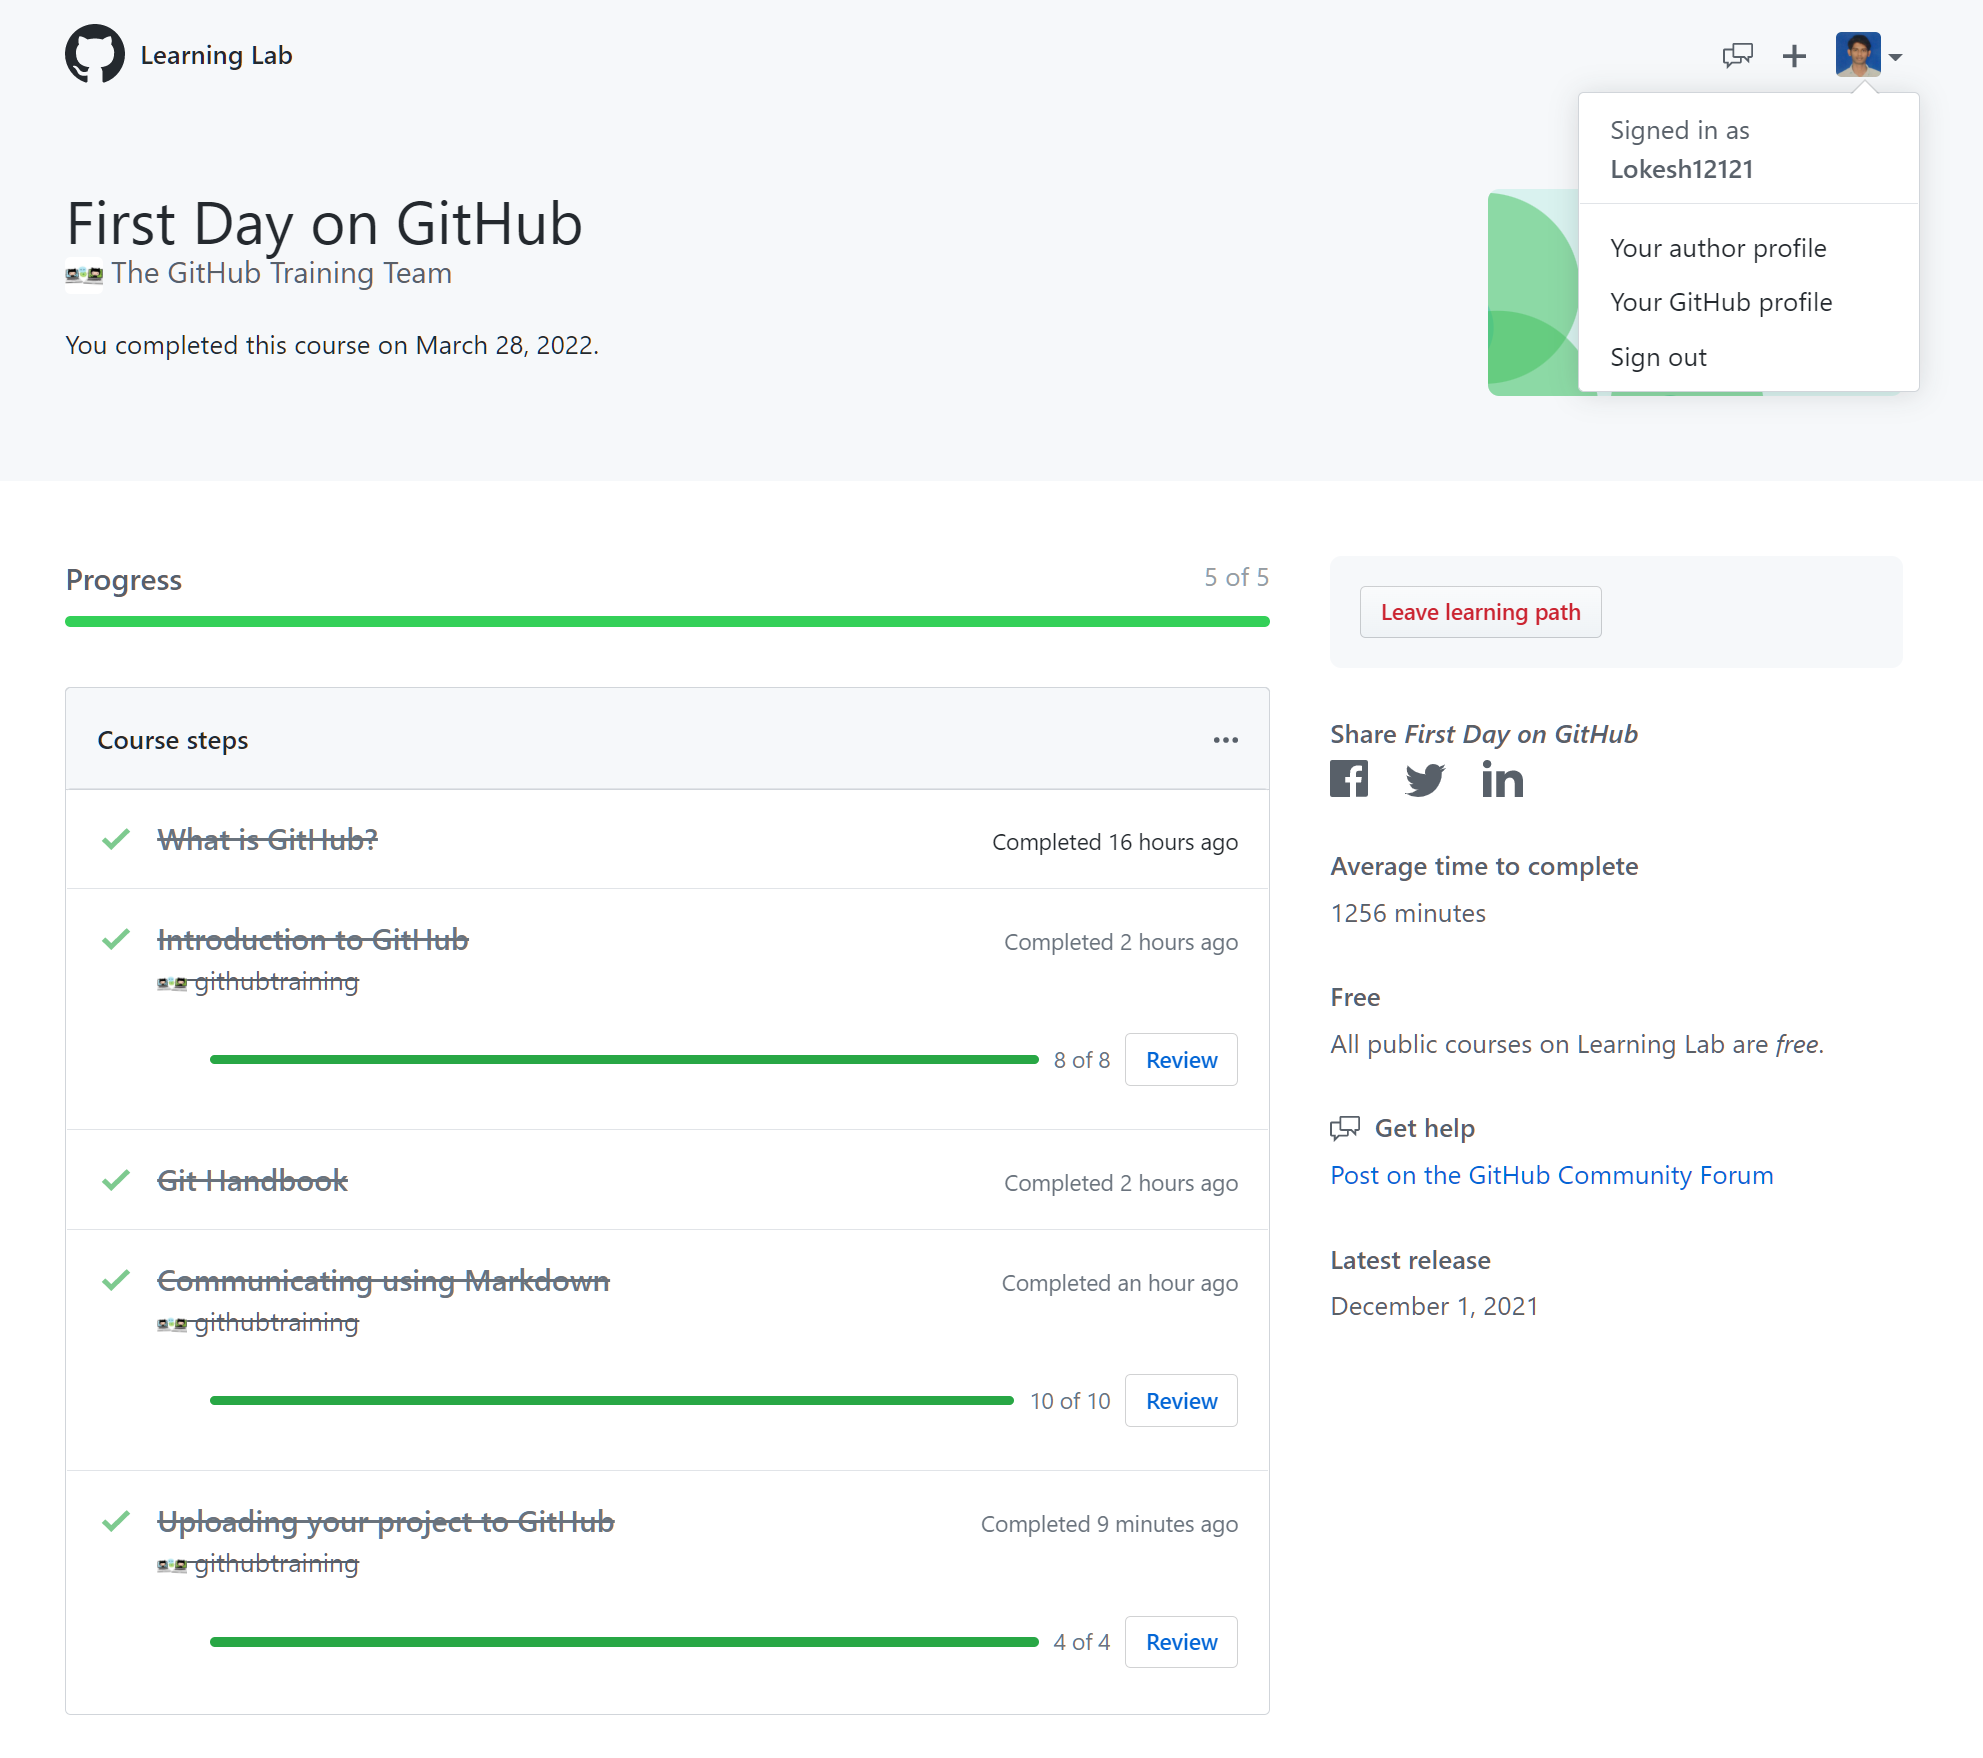 Learning Lab
Signed in as
Lokesh12121
Your author profile
Your GitHub profile
Sign out
First Day on GitHub
The GitHub Training Team
You completed this course on March 28, 2022.
Progress
5 of 5
Course steps
What is GitHub?
Completed 16 hours ago
Introduction to GitHub
Completed 2 hours ago
githubtraining
8 of 8
Review
Git Handbook
Completed 2 hours ago
Communicating using Markdown
Completed an hour ago
githubtraining
10 of 10
Review
Uploading your project to GitHub
Completed 9 minutes ago
githubtraining
4 of 4
Review
Leave learning path
Share First Day on GitHub
Average time to complete
1256 minutes
Free
All public courses on Learning Lab are free.
Get help
Post on the GitHub Community Forum
Latest release
December 1, 2021